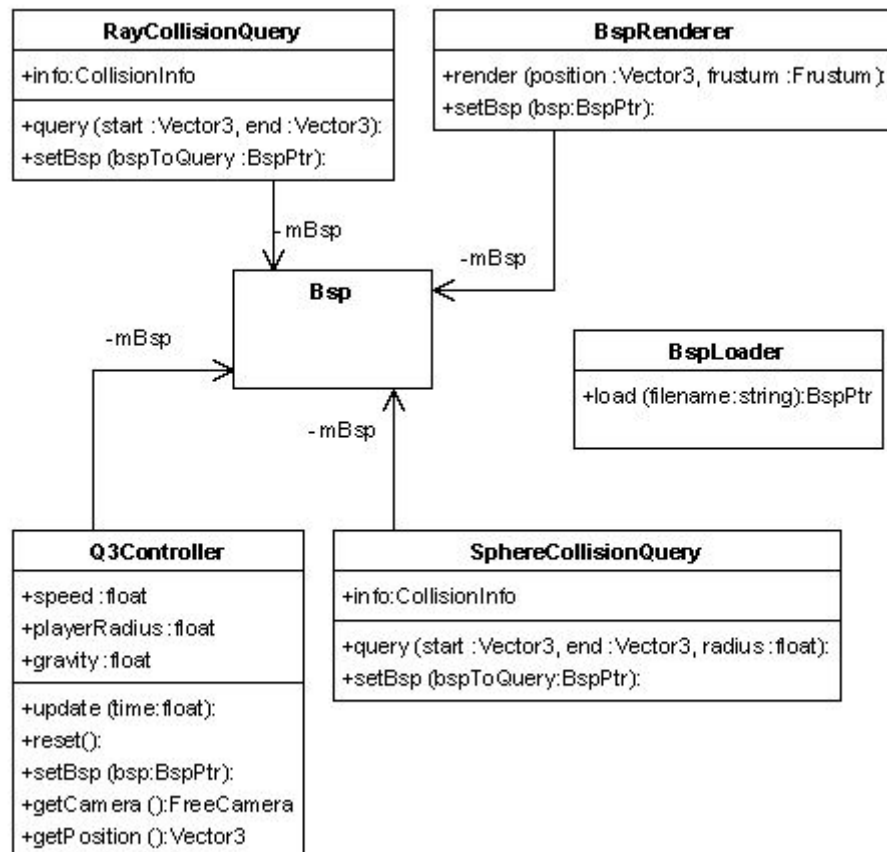 RayCollisionQuery
+info:CollisionInfo
+query (start :Vector3, end :Vector3):
+setBsp (bspToQuery :BspPtr):
BspRenderer
+render (position :Vector3, frustum :Frustum ):
+setBsp (bsp:BspPtr):
-mBsp
-mBsp
Bsp
-mBsp
BspLoader
+load (filename:string):BspPtr
-mBsp
Q3Controller
+speed :float
+playerRadius :float
+gravity :float
+update (time:float):
+reset():
+setBsp (bsp:BspPtr):
+getCamera ():FreeCamera
+getPosition ():Vector3
SphereCollisionQuery
+info:CollisionInfo
+query (start :Vector3, end :Vector3, radius :float):
+setBsp (bspToQuery:BspPtr):